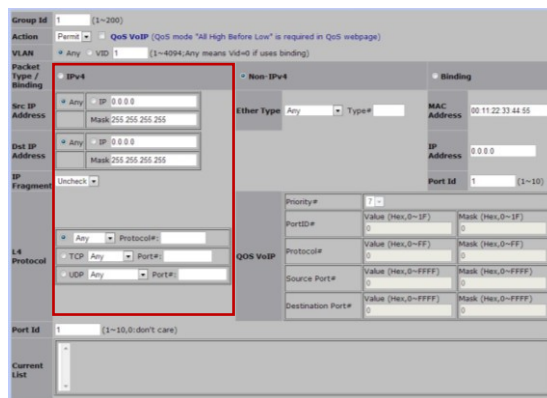 Group Id 1 (1~200)
Action Permit QoS VoIP (QoS mode "All High Before Low" is required in QoS webpage)
VLAN Any VID 1 (1~4094;Any means Vid=0 if uses binding)
Packet Type / Binding IPv4 Non-IPv4 Binding
Src IP Address Any IP 0.0.0.0
Mask 255.255.255.255
Ether Type Any Type#
MAC Address 00:11:22:33:44:55
Dst IP Address Any IP 0.0.0.0
Mask 255.255.255.255
IP Address 0.0.0.0
IP Fragment Uncheck
Port Id 1 (1~10)
L4 Protocol Any Protocol#:
TCP Any Port#:
UDP Any Port#:
QOS VoIP
Priority# 7
PortID# Value (Hex,0~1F) Mask (Hex,0~1F)
0 0
Protocol# Value (Hex,0~FF) Mask (Hex,0~FF)
0 0
Source Port# Value (Hex,0~FFFF) Mask (Hex,0~FFFF)
0 0
Destination Port# Value (Hex,0~FFFF) Mask (Hex,0~FFFF)
0 0
Port Id 1 (1~10,0:don't care)
Current List